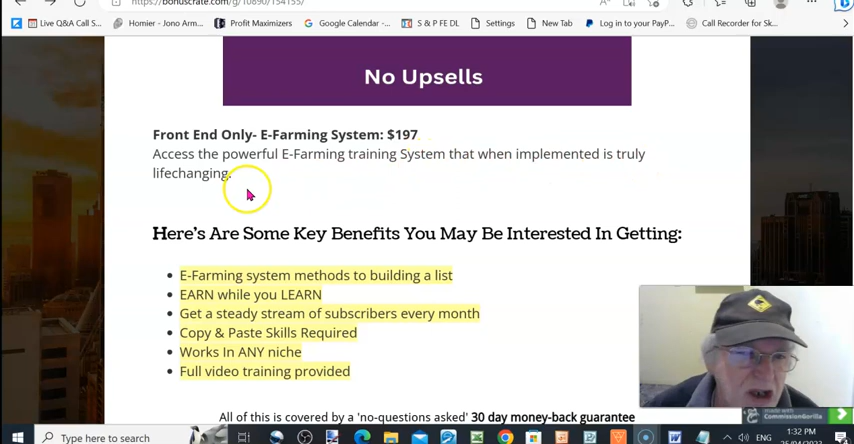 https://bonuscrate.com/g/10890/154155/
Live Q&A Call S... Homier - Jono Arm... Profit Maximizers Google Calendar -... S & P FE DL Settings New Tab Log in to your PayP... Call Recorder for Sk...
No Upsells
Front End Only- E-Farming System: $197
Access the powerful E-Farming training System that when implemented is truly
lifechanging.
Here's Are Some Key Benefits You May Be Interested In Getting:
E-Farming system methods to building a list
EARN while you LEARN
Get a steady stream of subscribers every month
Copy & Paste Skills Required
Works In ANY niche
Full video training provided
made with
CommissionGorilla
All of this is covered by a 'no-questions asked' 30 day money-back guarantee
Type here to search
ENG
1:32 PM